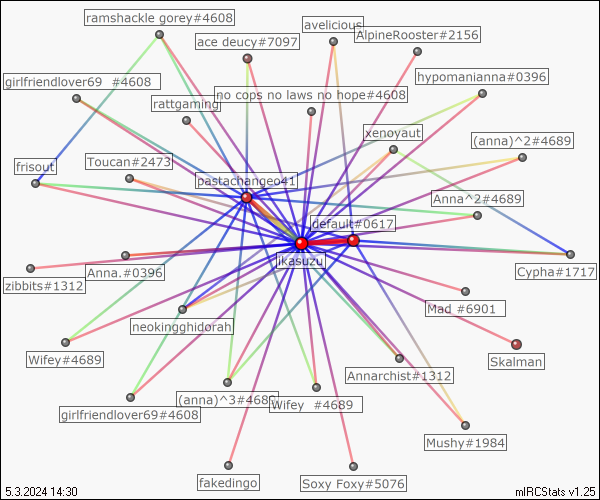 ramshackle gorey#4608
avelicious
AlpineRooster#2156
ace deucy#7097
girlfriendlover69 #4608
hypomanianna#0396
rattgaming
no cops no laws no hope#4608
xenoyaut
(anna)^2#4689
frisout
Toucan#2473
pastachangeo41
Anna^2#4689
default#0617
ikasuzu
zibbits#1312
Anna.#0396
Cypha#1717
Mad #6901
neokingghidorah
Wifey#4689
Skalman
Annarchist#1312
girlfriendlover69#4608
(anna)^3#4689
Wifey #4689
Mushy#1984
fakedingo
Soxy Foxy#5076
5.3.2024 14:30
mIRCStats v1.25